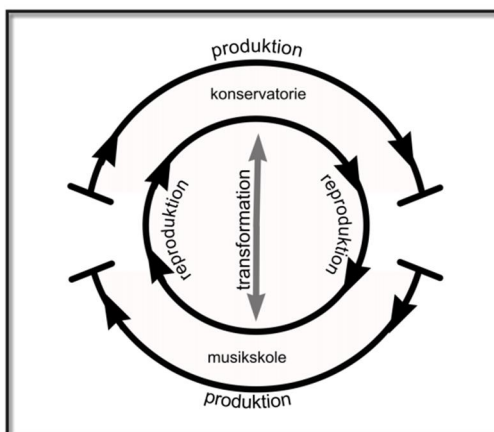 produktion
konservatorie
reproduktion
transformation
reproduktion
musikskole
produktion